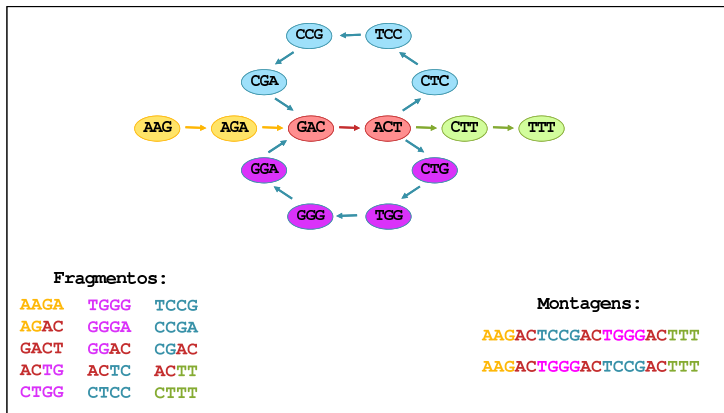 CCG TCC
CGA CTC
AAG AGA GAC ACT CTT TTT
GGA CTG
GGG TGG
Fragmentos:
AAGA TGGG TCCG
AGAC GGGA CCGA
GACT GGAC CGAC
ACTG ACTC ACTT
CTGG CTCC CTTT
Montagens:
AAGACTCCGACTGGGACTTT
AAGACTGGGACTCCGACTTT